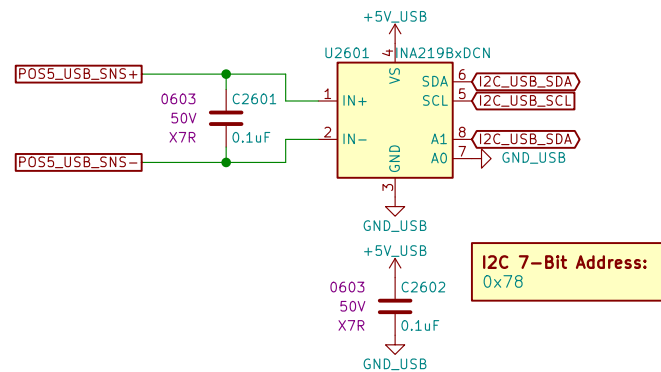 +5V_USB
U2601
INA219BxDCN
4
VS
POS5_USB_SNS+
SDA
6
I2C_USB_SDA
0603
C2601
1
IN+
SCL
5
I2C_USB_SCL
50V
X7R
0.1uF
2
IN-
A1
8
I2C_USB_SDA
POS5_USB_SNS-
GND
A0
7
GND_USB
3
GND_USB
+5V_USB
I2C 7-Bit Address:
0x78
0603
C2602
50V
X7R
0.1uF
GND_USB